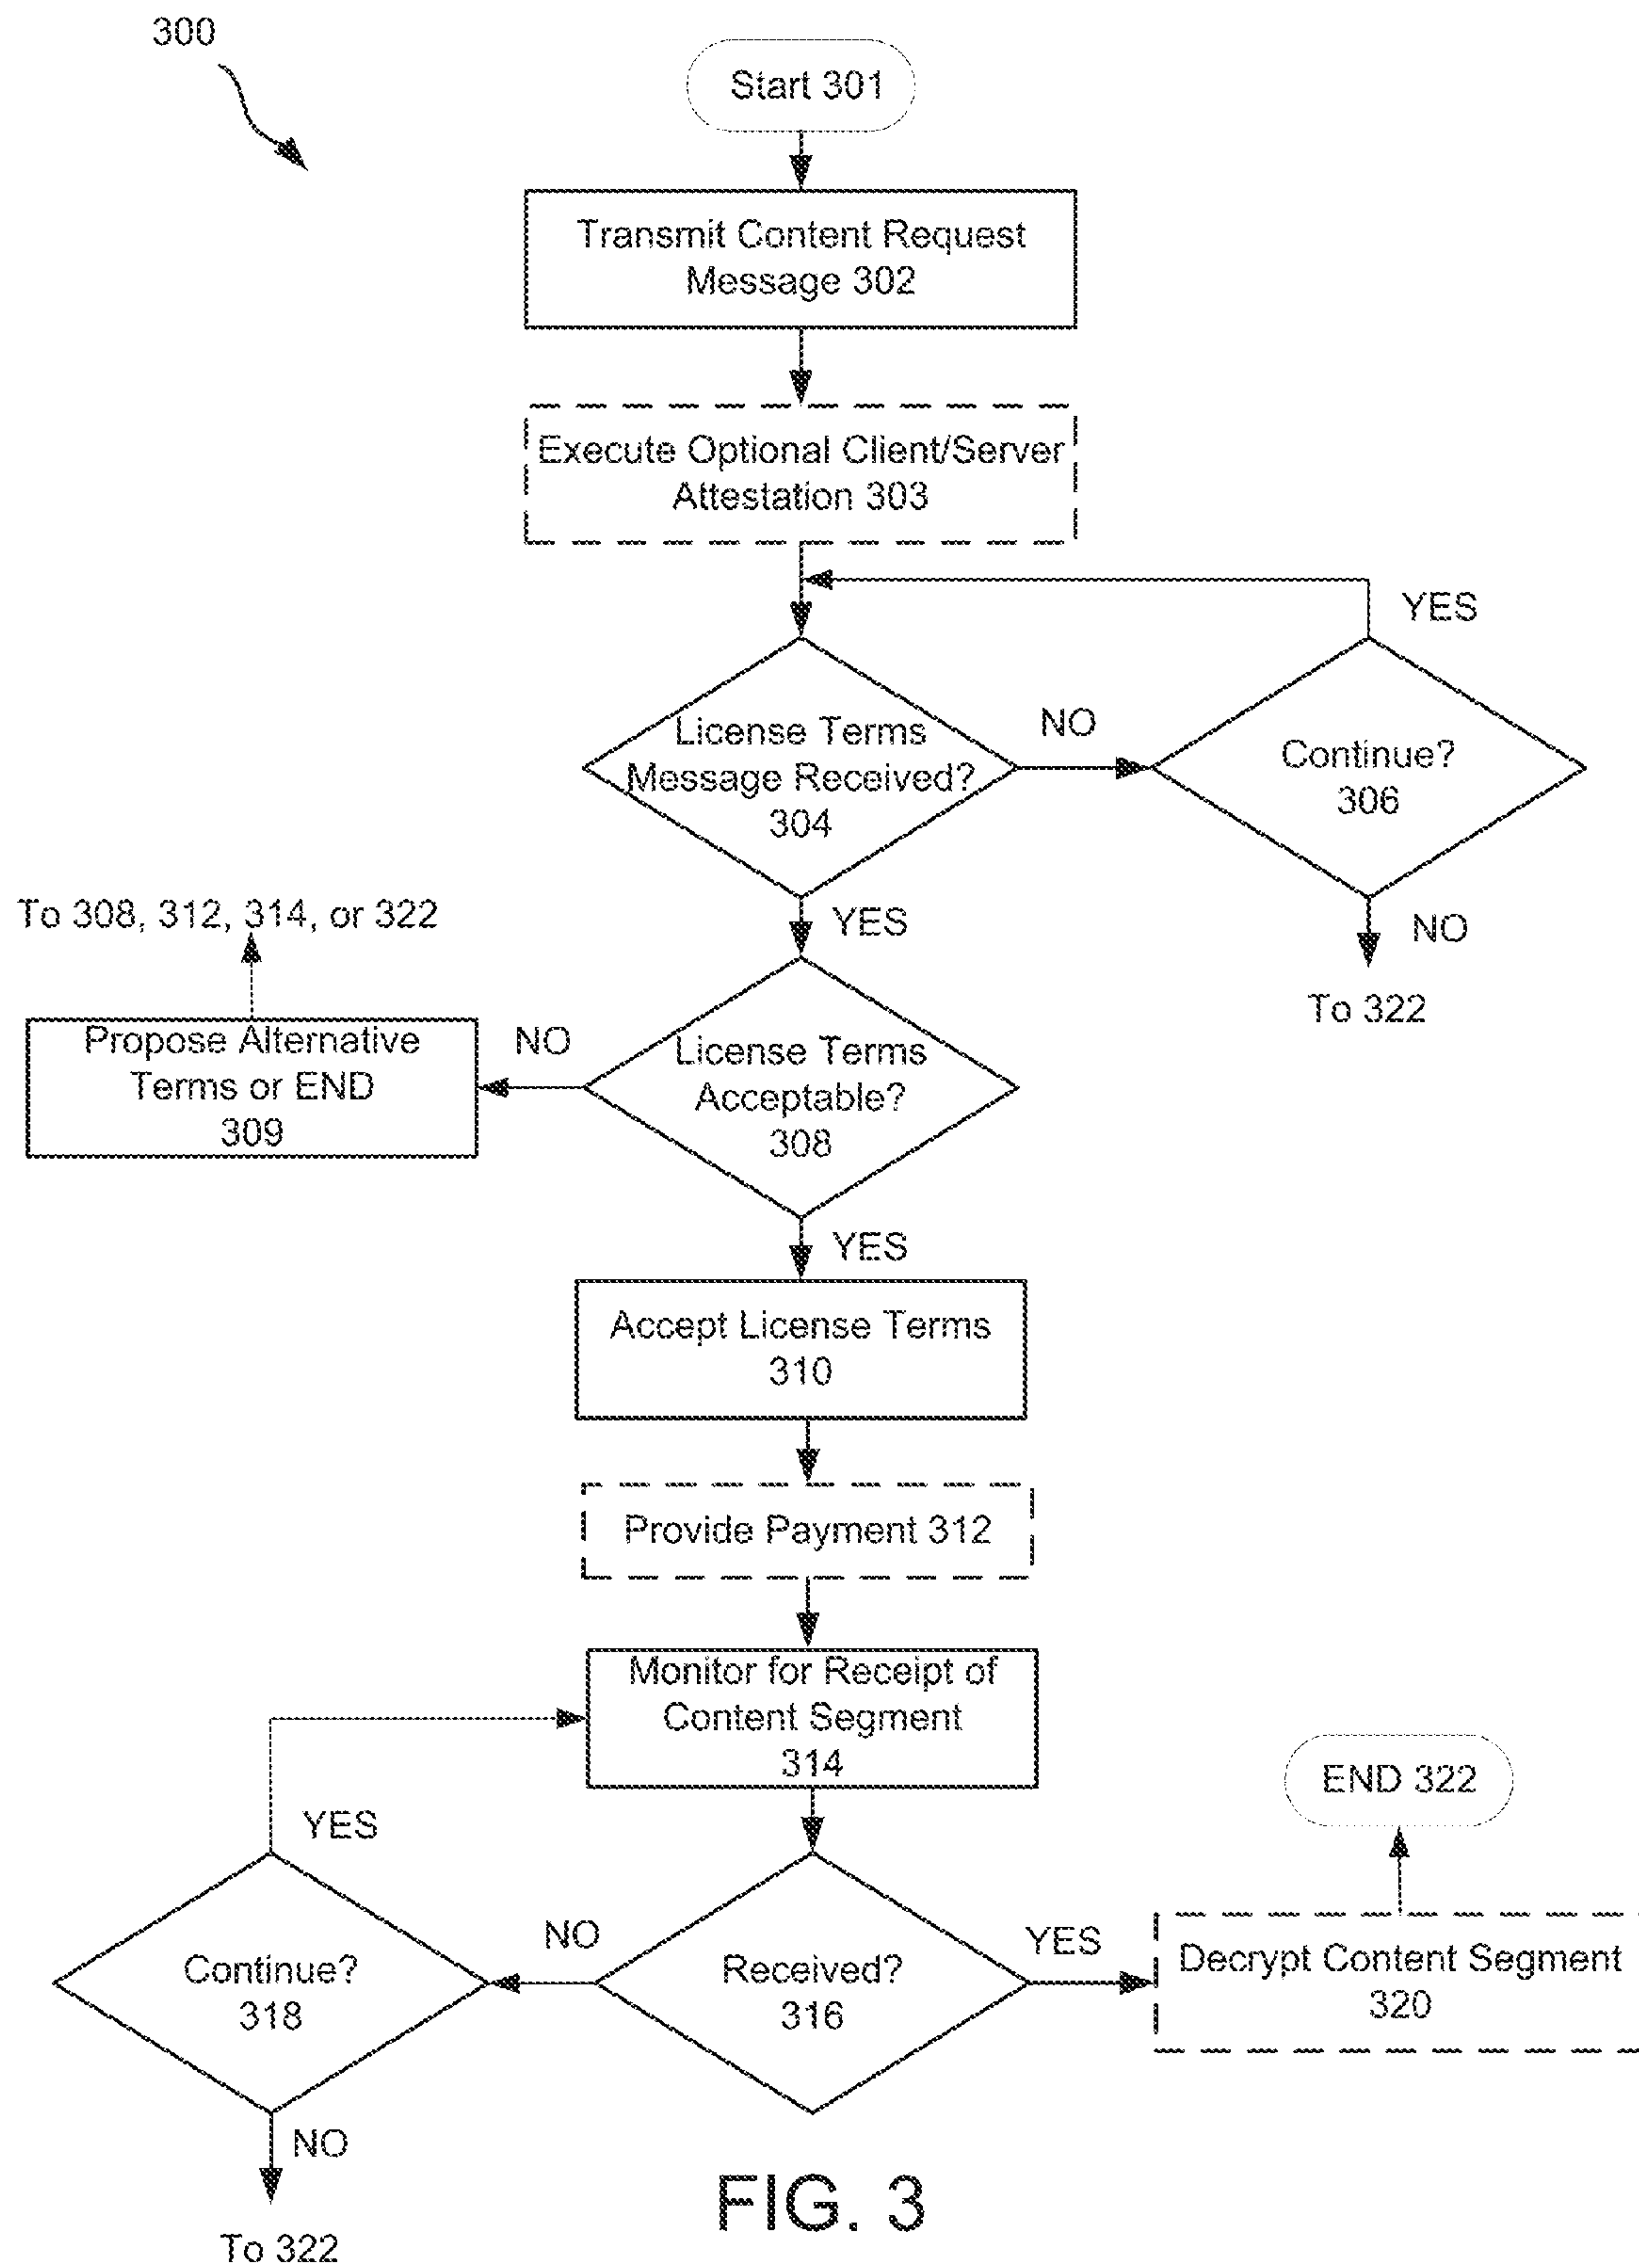 300
Start 301
Transmit Content Request
Message 302
Execute Optional Client/Server
Attestation 303
YES
License Terms
Message Received?
304
NO
Continue?
306
YES
NO
To 322
To 308, 312, 314, or 322
Propose Alternative
Terms or END
309
NO
License Terms
Acceptable?
308
YES
Accept License Terms
310
Provide Payment 312
Monitor for Receipt of
Content Segment
314
END 322
YES
Continue?
318
NO
Received?
316
YES
Decrypt Content Segment
320
NO
To 322
FIG. 3